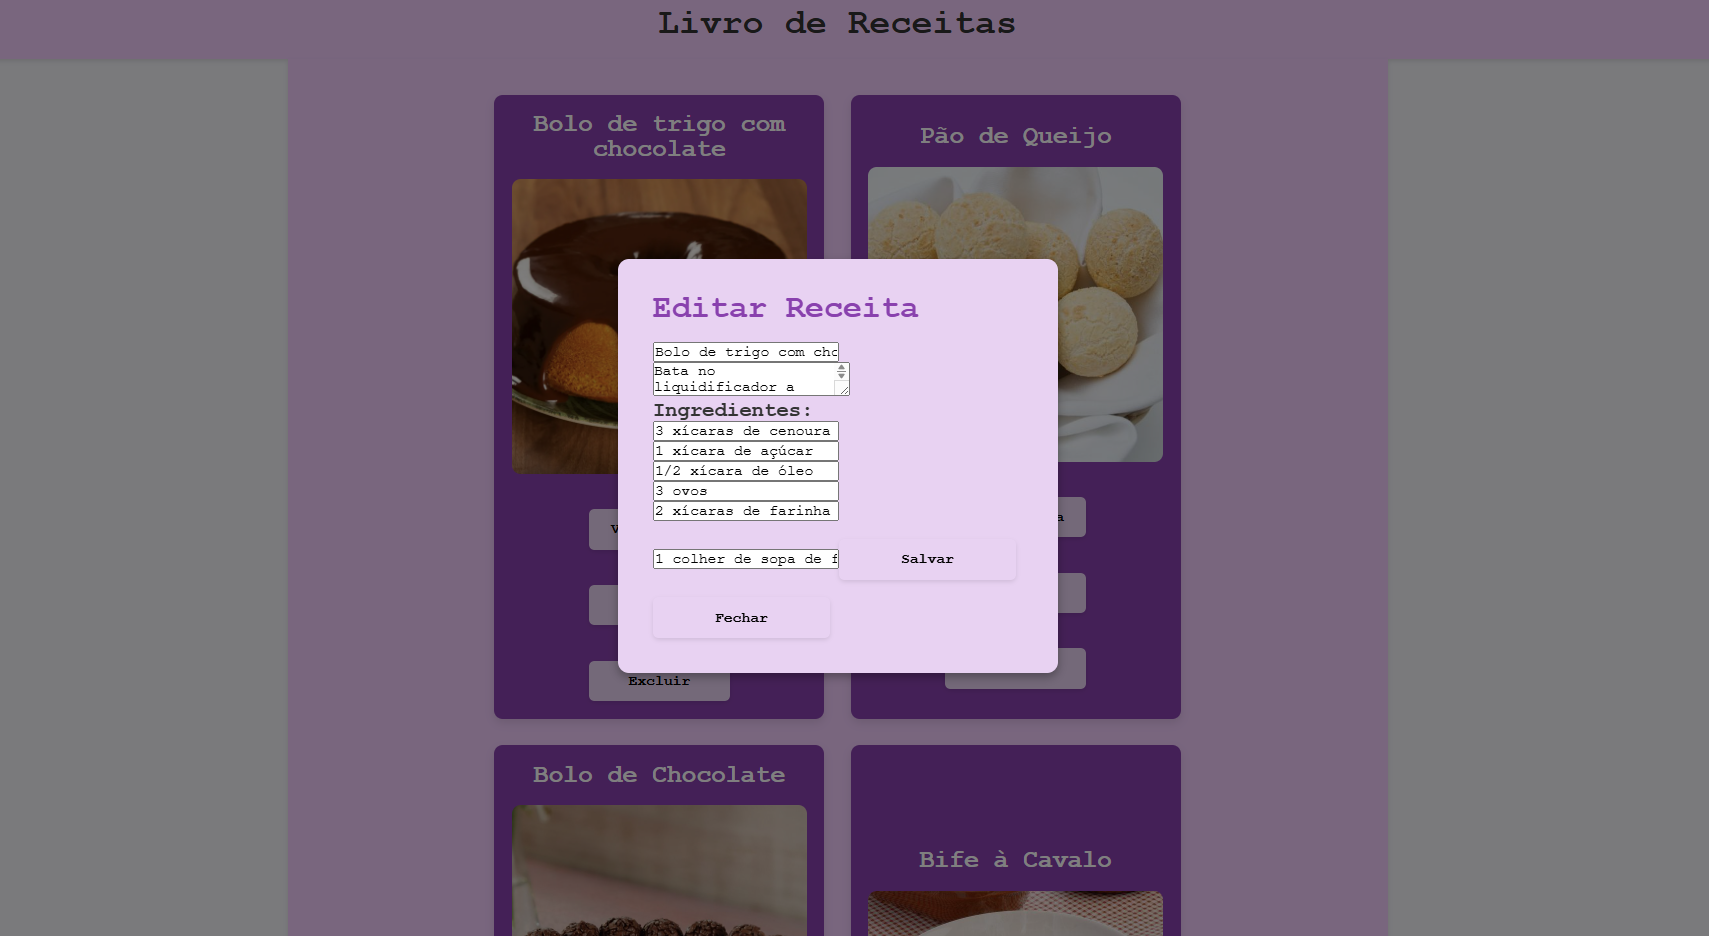 Livro de Receitas
Bolo de trigo com
chocolate
Pão de Queijo
Editar Receita
Bolo de trigo com
Bata no
liquidificador a
Ingredientes:
3 xícaras de cenoura
1 xícara de açúcar
1/2 xícara de óleo
3 ovos
2 xícaras de farinha
1 colher de sopa de
Salvar
Fechar
Excluir
Bolo de Chocolate
Bife à Cavalo